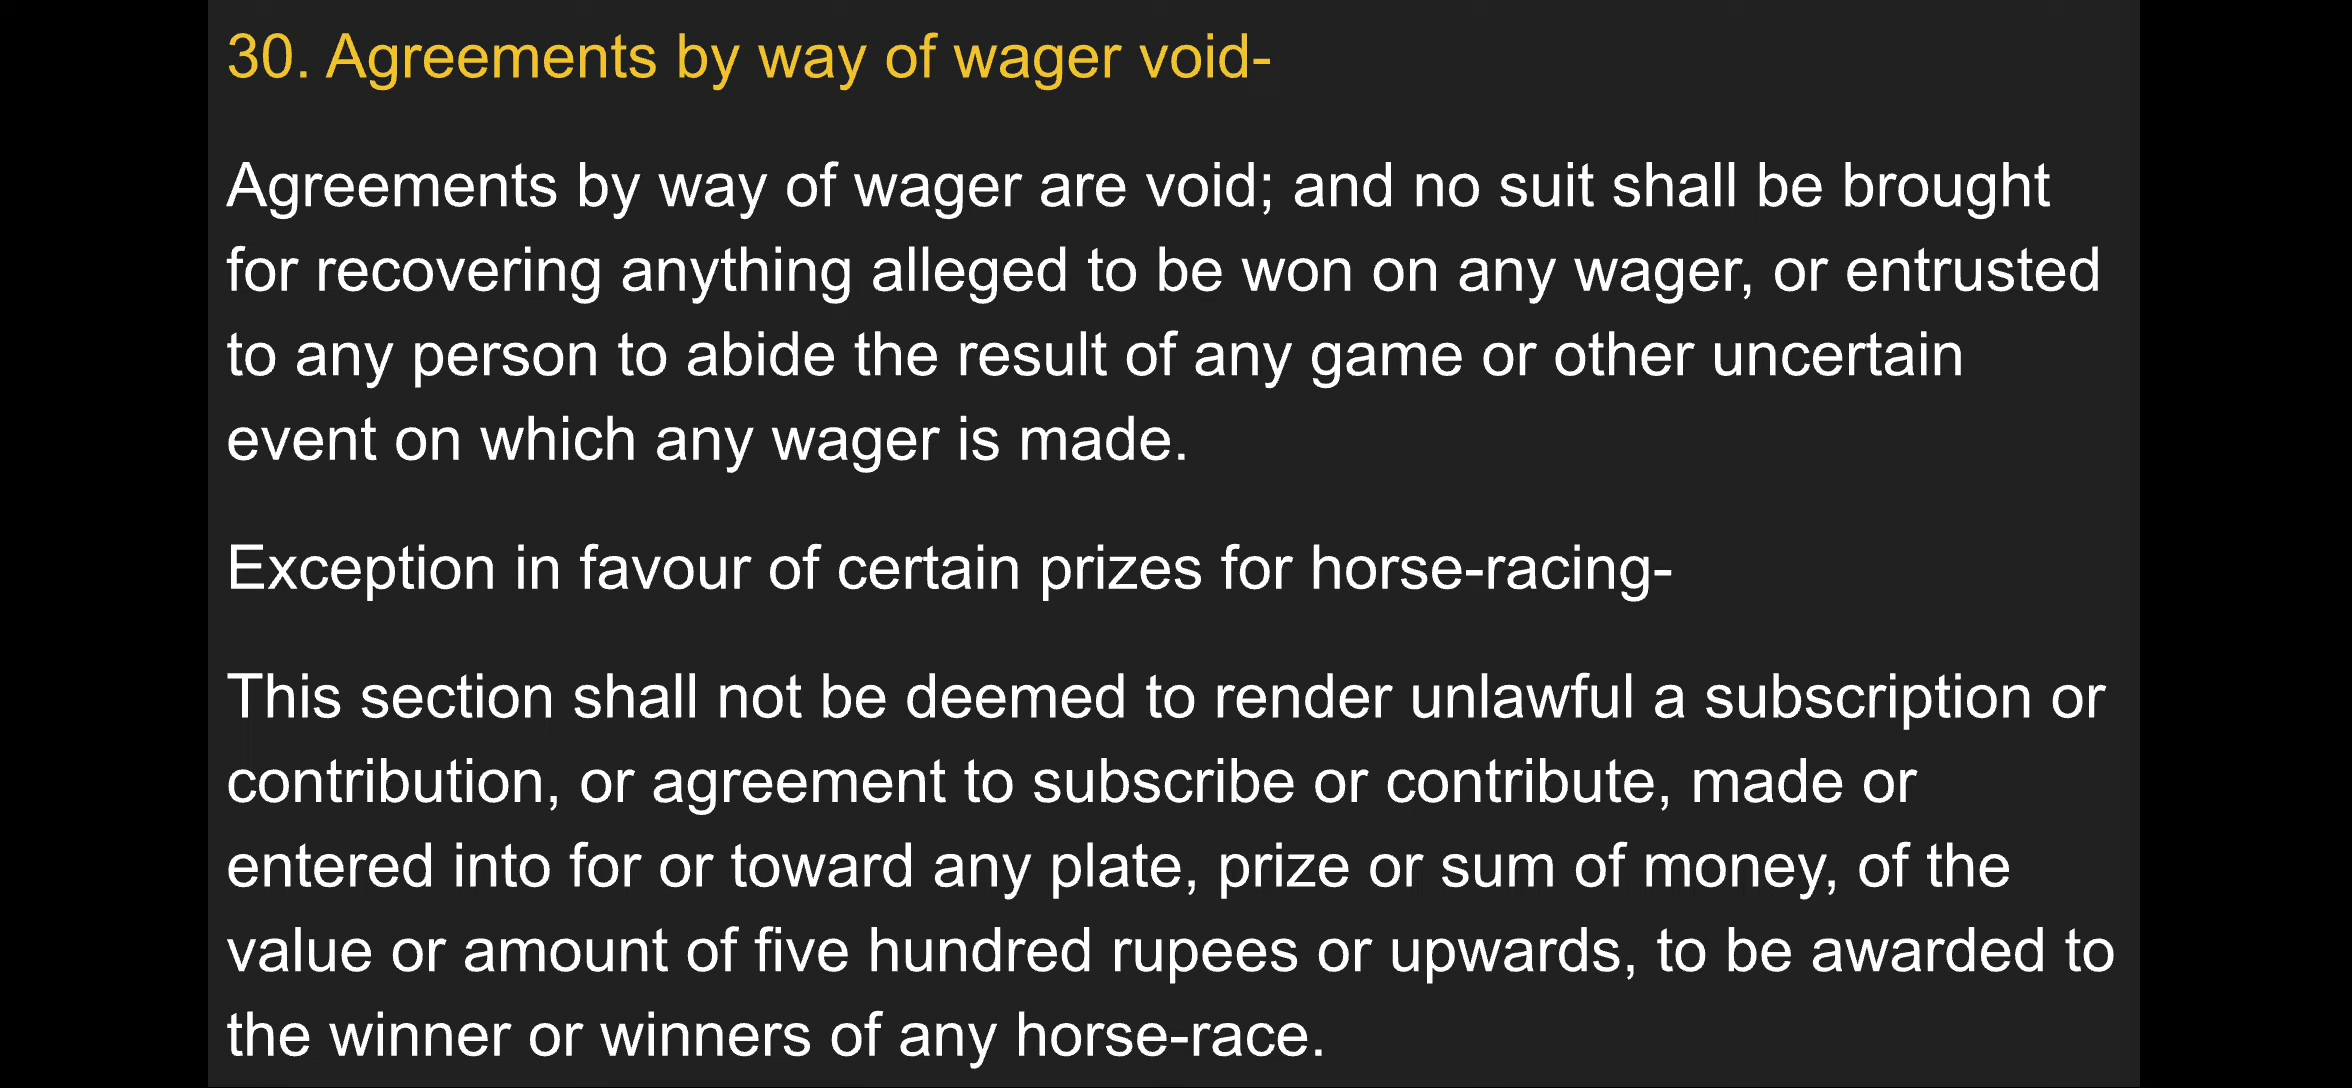 30. Agreements by way of wager void-
Agreements by way of wager are void; and no suit shall be brought
for recovering anything alleged to be won on any wager, or entrusted
to any person to abide the result of any game or other uncertain
event on which any wager is made.
Exception in favour of certain prizes for horse-racing-
This section shall not be deemed to render unlawful a subscription or
contribution, or agreement to subscribe or contribute, made or
entered into for or toward any plate, prize or sum of money, of the
value or amount of five hundred rupees or upwards, to be awarded to
the winner or winners of any horse-race.